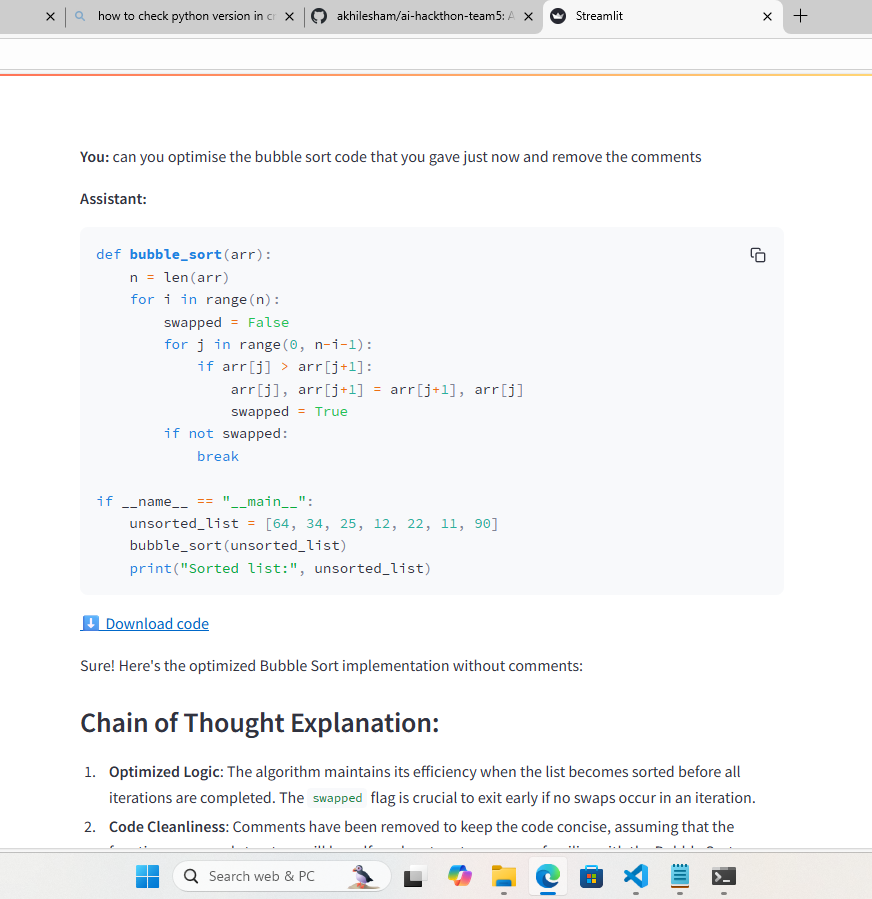 how to check python version in cr
akhilesham/ai-hackthon-team5: A
Streamlit
You: can you optimise the bubble sort code that you gave just now and remove the comments
Assistant:
def bubble_sort(arr):
    n = len(arr)
    for i in range(n):
        swapped = False
        for j in range(0, n-i-1):
            if arr[j] > arr[j+1]:
                arr[j], arr[j+1] = arr[j+1], arr[j]
                swapped = True
        if not swapped:
            break
if __name__ == "__main__":
    unsorted_list = [64, 34, 25, 12, 22, 11, 90]
    bubble_sort(unsorted_list)
    print("Sorted list:", unsorted_list)
Download code
Sure! Here's the optimized Bubble Sort implementation without comments:
Chain of Thought Explanation:
1. Optimized Logic: The algorithm maintains its efficiency when the list becomes sorted before all
iterations are completed. The swapped flag is crucial to exit early if no swaps occur in an iteration.
2. Code Cleanliness: Comments have been removed to keep the code concise, assuming that the
Search web & PC